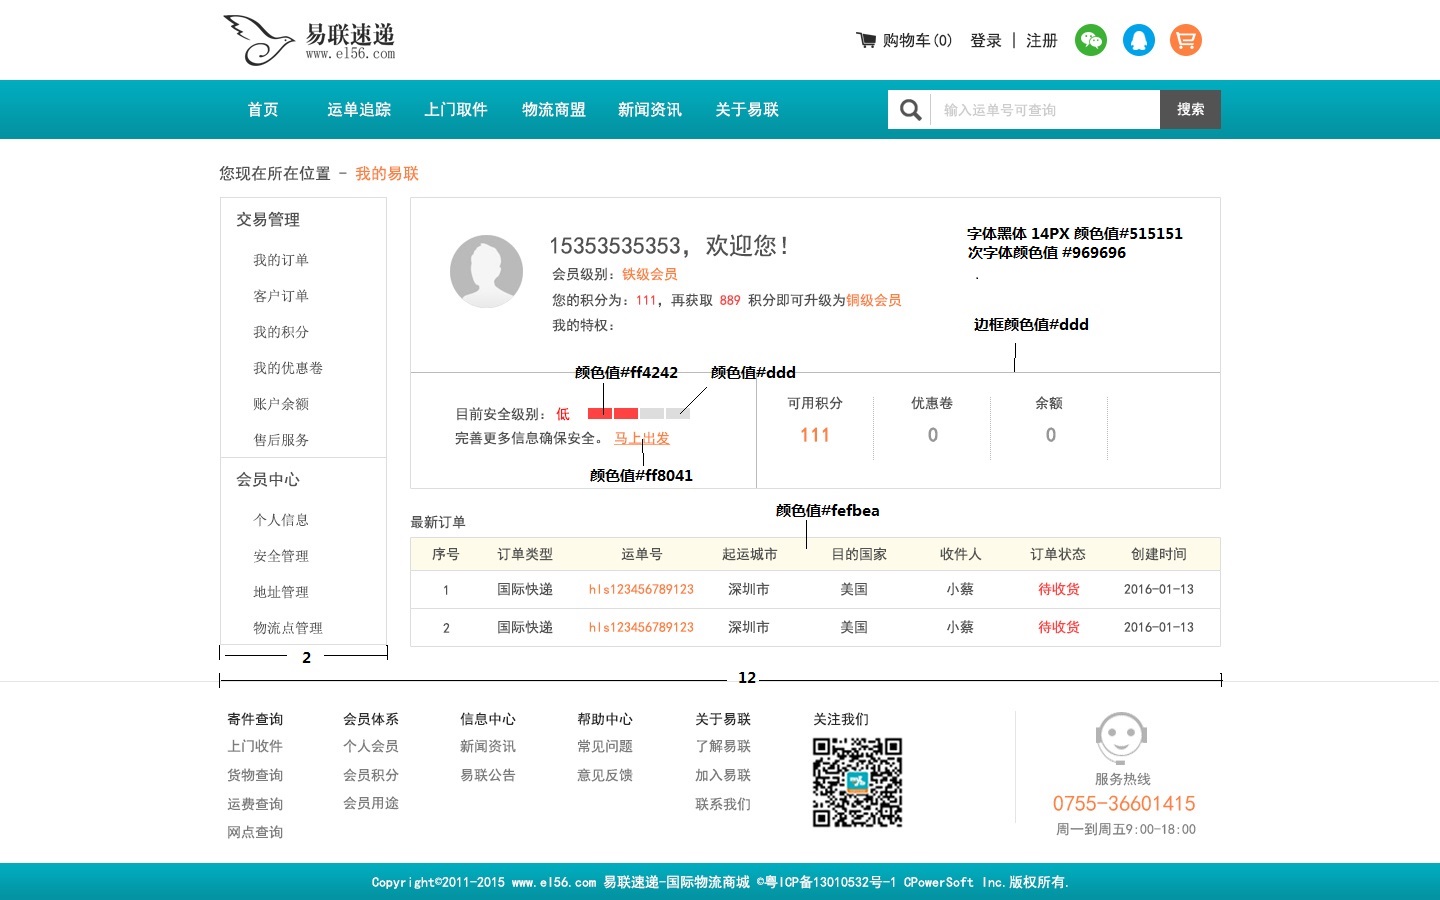 易联速递
www.el56.com
购物车(0) 登录 | 注册
首页 运单追踪 上门取件 物流商盟 新闻资讯 关于易联
输入运单号可查询 搜索
您现在所在位置 - 我的易联
交易管理
我的订单
客户订单
我的积分
我的优惠卷
账户余额
售后服务
会员中心
个人信息
安全管理
地址管理
物流点管理
2
15353535353，欢迎您！
会员级别：铁级会员
您的积分为：111，再获取 889 积分即可升级为铜级会员
我的特权：
字体黑体 14PX 颜色值#515151
次字体颜色值 #969696
边框颜色值#ddd
颜色值#ff4242 颜色值#ddd
目前安全级别： 低
完善更多信息确保安全。 马上出发
颜色值#ff8041
可用积分 优惠卷 余额
111 0 0
颜色值#fefbea
最新订单
序号 订单类型 运单号 起运城市 目的国家 收件人 订单状态 创建时间
1 国际快递 hls123456789123 深圳市 美国 小蔡 待收货 2016-01-13
2 国际快递 hls123456789123 深圳市 美国 小蔡 待收货 2016-01-13
12
寄件查询
上门收件
货物查询
运费查询
网点查询
会员体系
个人会员
会员积分
会员用途
信息中心
新闻资讯
易联公告
帮助中心
常见问题
意见反馈
关于易联
了解易联
加入易联
联系我们
关注我们
服务热线
0755-36601415
周一到周五9:00-18:00
Copyright©2011-2015 www.el56.com 易联速递-国际物流商城 ©粤ICP备13010532号-1 CPowerSoft Inc.版权所有.